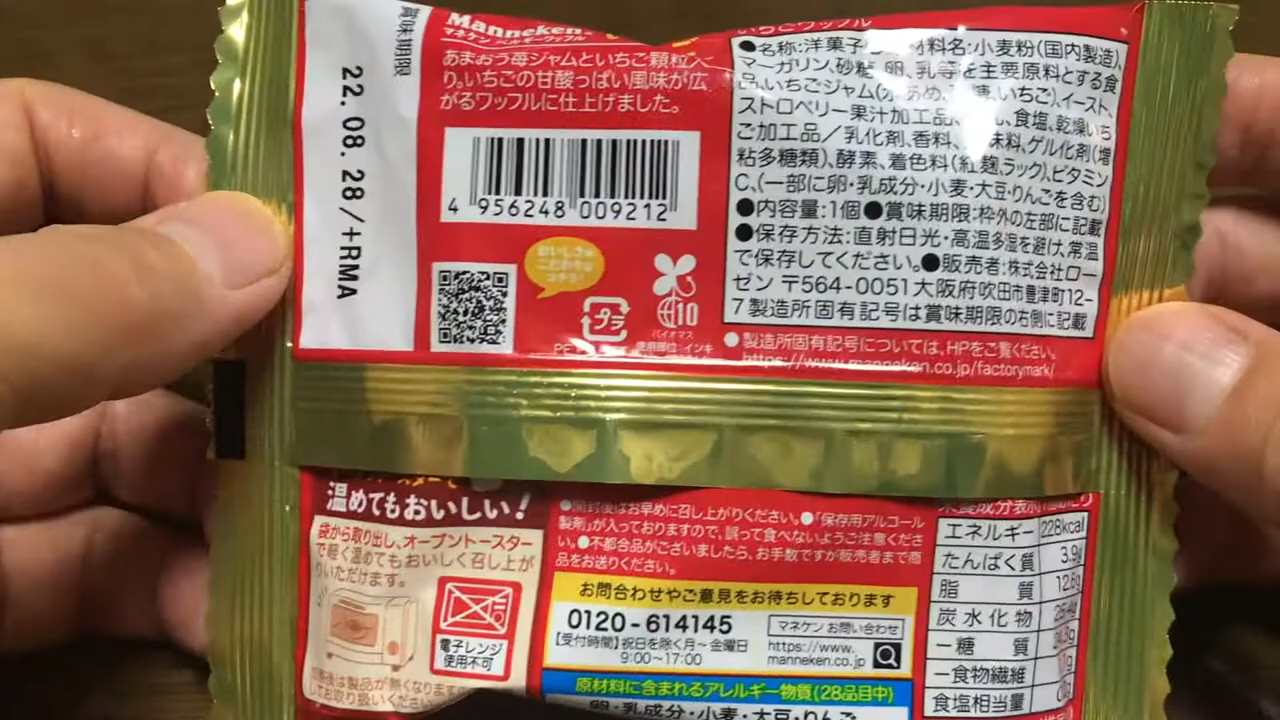 賞味期限
22.08.28/+RMA
Manneken®
マネケン ベルギーワッフル
あまおう苺ジャムといちご顆粒入
り。いちごの甘酸っぱい風味が広
がるワッフルに仕上げました。
4 956248 009212
おいしさの
プラ
PE
10
バイオマス
いちごワッフル
●名称:洋菓子 材料名:小麦粉(国内製造)、
マーガリン、砂糖、卵、乳等を主要原料とする食
品、いちごジャム(水あめ、糖、いちご)、イースト、
ストロベリー果汁加工品、ん、食塩、乾燥いち
ご加工品/乳化剤、香料、味料、ゲル化剤(増
粘多糖類)、酵素、着色料(紅麹、ラック)、ビタミン
C、(一部に卵・乳成分・小麦・大豆・りんごを含む)
●内容量:1個●賞味期限:枠外の左部に記載
●保存方法:直射日光・高温多湿を避け、常温
で保存してください。●販売者:株式会社ロー
ゼン 〒564-0051大阪府吹田市豊津町12-
7 製造所固有記号は賞味期限の右側に記載
●製造所固有記号については、HPをご覧ください。
https://www.manneken.co.jp/factorymark/
温めてもおいしい!
袋から取り出し、オーブントースター
で軽く温めてもおいしく召し上が
りいただけます。
電子レンジ
使用不可
後は製品が熱くなります
してお取り扱いください
●開封後はお早めに召し上がりください。●「保存用アルコール
製剤」が入っておりますので、誤って食べないようご注意くださ
い。●不都合品がございましたら、お手数ですが販売者まで商
品をお送りください。
お問合わせやご意見をお待ちしております
0120-614145
【受付時間】祝日を除く月~金曜日
9:00~17:00
マネケン お問い合わせ
https://www.
manneken.co.jp
原材料に含まれるアレルギー物質(28品目中)
卵・乳成分・小麦・大豆・りんご
栄養成分表示
エネルギー 228kcal
たんぱく質 3.9g
脂質 12.6g
炭水化物
-糖質
-食物繊維
食塩相当量